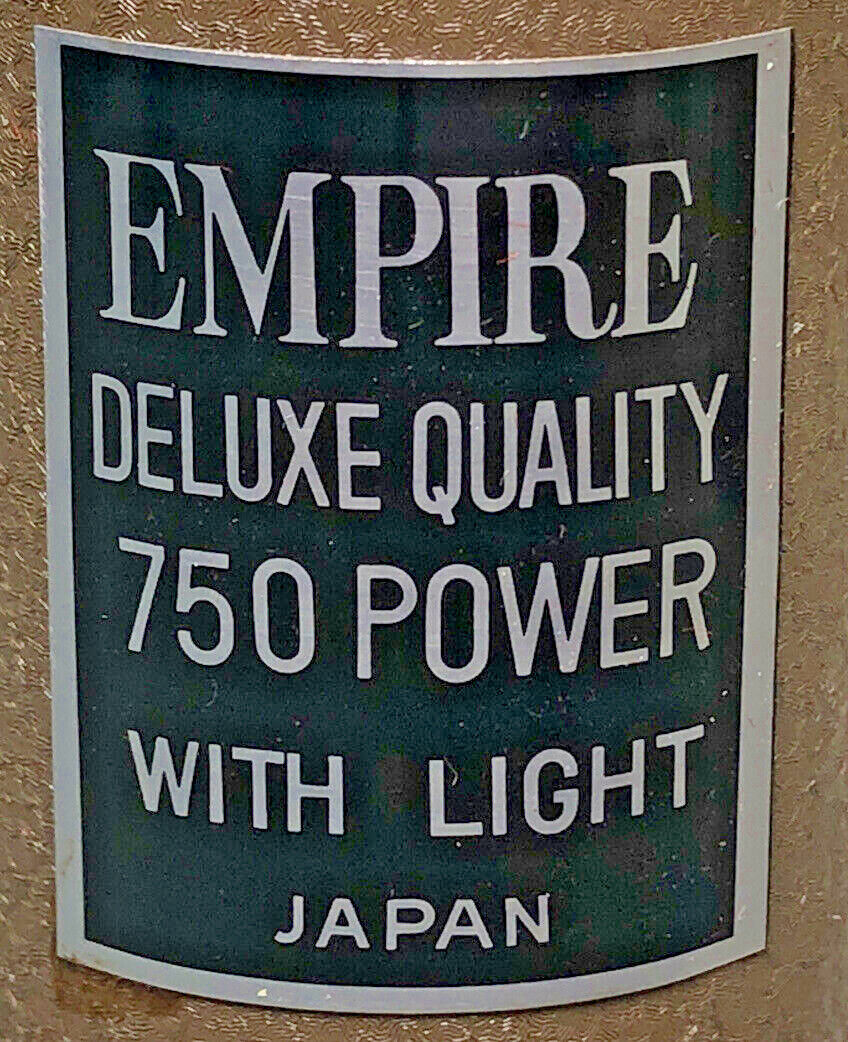 EMPIRE
DELUXE QUALITY
750 POWER
WITH LIGHT
JAPAN